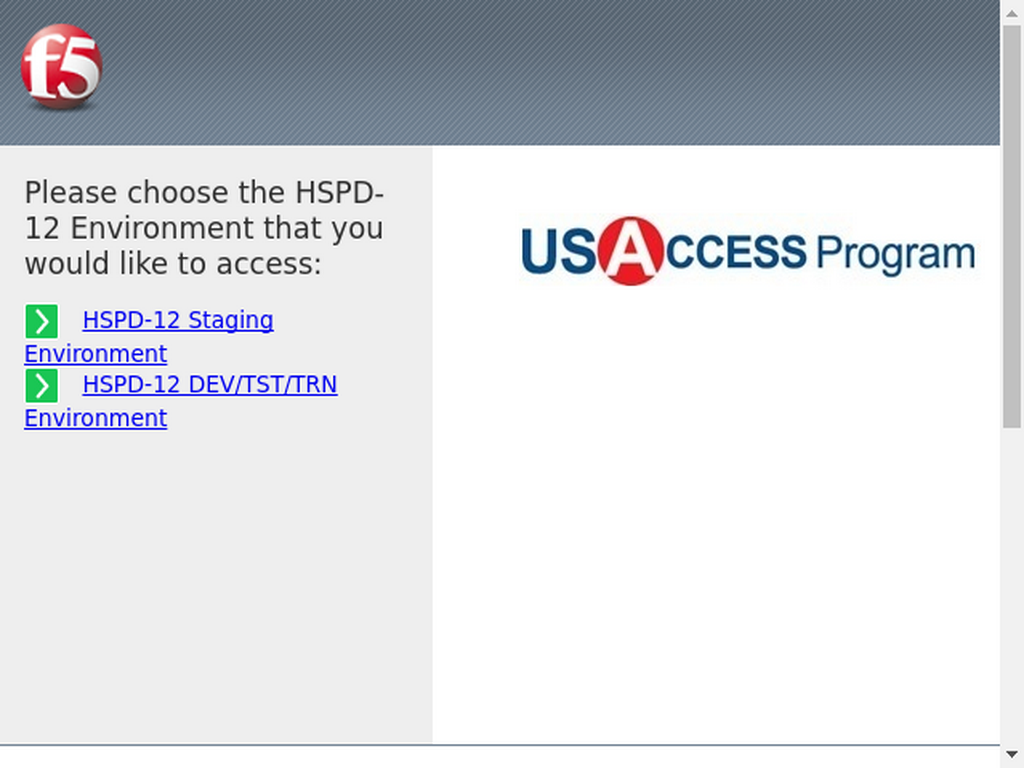 f5
Please choose the HSPD-
12 Environment that you
would like to access:
HSPD-12 Staging
Environment
HSPD-12 DEV/TST/TRN
Environment
USACCESS Program